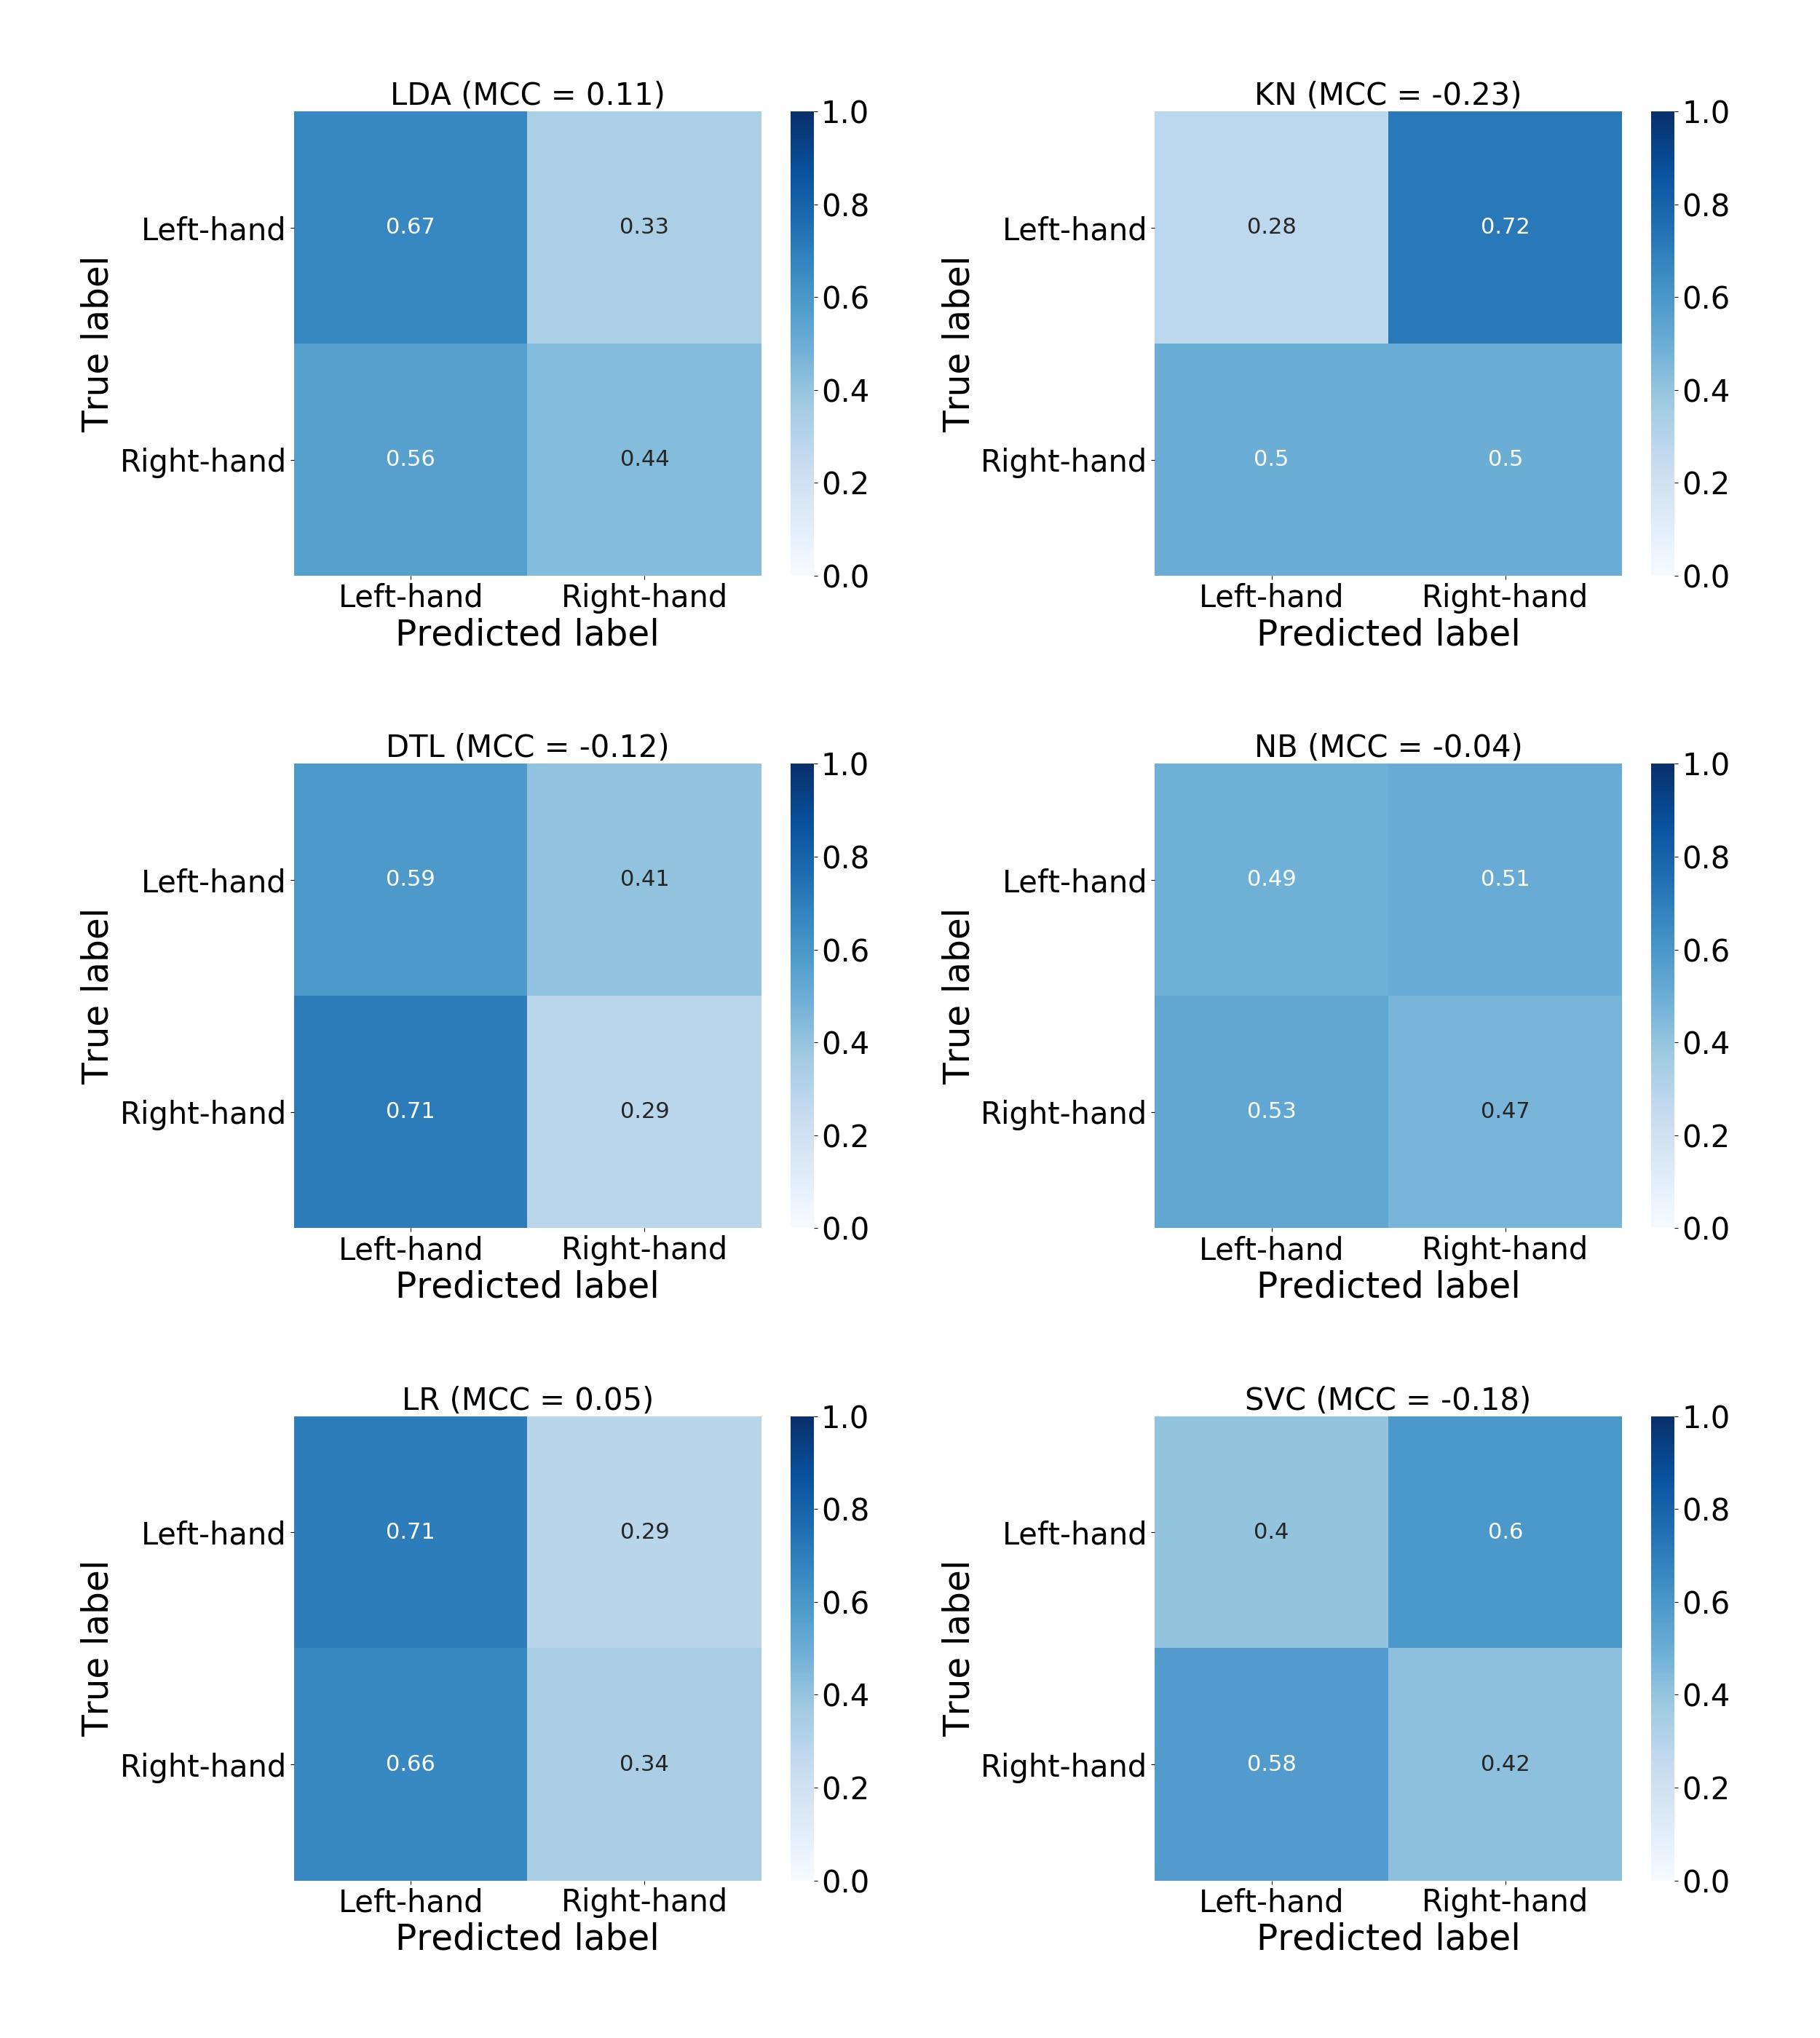 LDA (MCC = 0.11)
1.0
0.8
0.6
0.4
0.2
0.0
True label
Left-hand
0.67 0.33
Right-hand
0.56 0.44
Left-hand Right-hand
Predicted label
KN (MCC = -0.23)
1.0
0.8
0.6
0.4
0.2
0.0
True label
Left-hand
0.28 0.72
Right-hand
0.5 0.5
Left-hand Right-hand
Predicted label
DTL (MCC = -0.12)
1.0
0.8
0.6
0.4
0.2
0.0
True label
Left-hand
0.59 0.41
Right-hand
0.71 0.29
Left-hand Right-hand
Predicted label
NB (MCC = -0.04)
1.0
0.8
0.6
0.4
0.2
0.0
True label
Left-hand
0.49 0.51
Right-hand
0.53 0.47
Left-hand Right-hand
Predicted label
LR (MCC = 0.05)
1.0
0.8
0.6
0.4
0.2
0.0
True label
Left-hand
0.71 0.29
Right-hand
0.66 0.34
Left-hand Right-hand
Predicted label
SVC (MCC = -0.18)
1.0
0.8
0.6
0.4
0.2
0.0
True label
Left-hand
0.4 0.6
Right-hand
0.58 0.42
Left-hand Right-hand
Predicted label